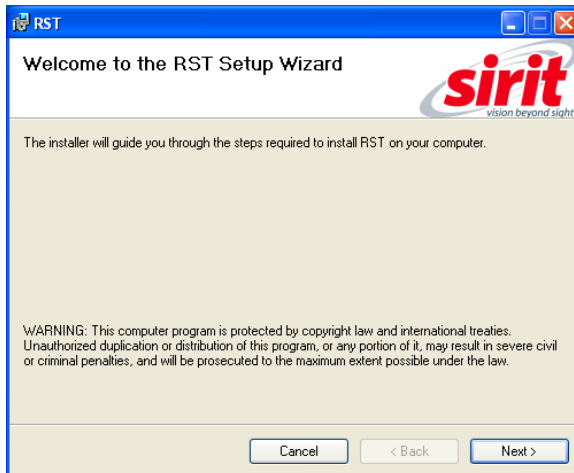 RST
Welcome to the RST Setup Wizard
sirit
vision beyond sight
The installer will guide you through the steps required to install RST on your computer.
WARNING: This computer program is protected by copyright law and international treaties.
Unauthorized duplication or distribution of this program, or any portion of it, may result in severe civil
or criminal penalties, and will be prosecuted to the maximum extent possible under the law.
Cancel
< Back
Next >